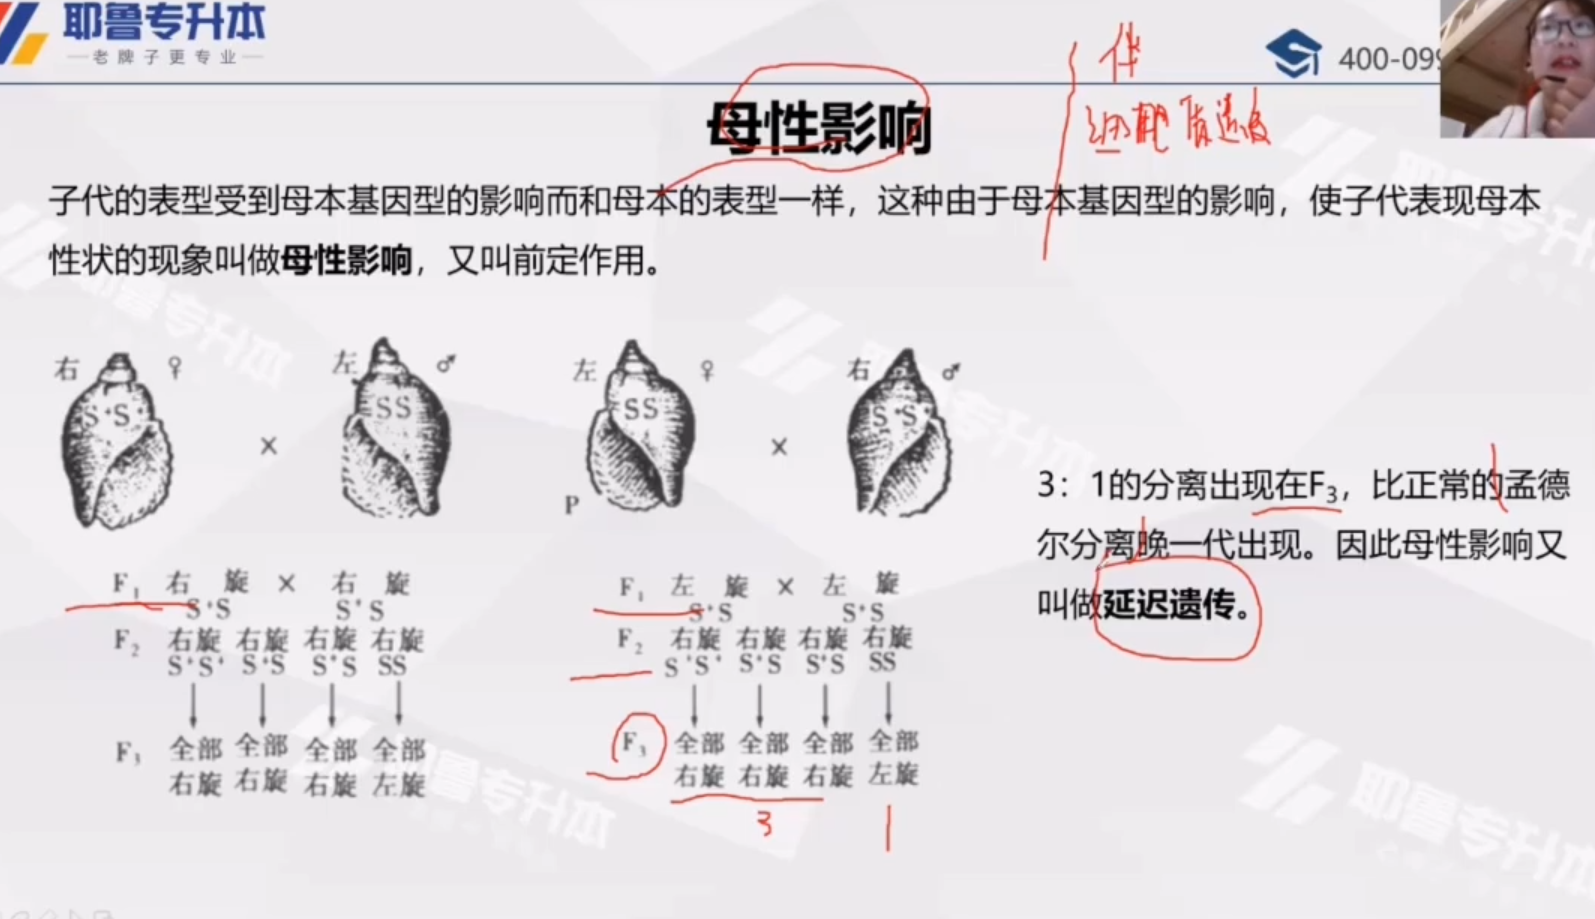 耶鲁专升本
老牌子更专业
400-099
伴
细胞质遗传
母性影响
子代的表型受到母本基因型的影响而和母本的表型一样，这种由于母本基因型的影响，使子代表现母本
性状的现象叫做母性影响，又叫前定作用。
右 ♀ 左 ♂ 左 ♀ 右 ♂
S⁺S⁺ × SS SS × S⁺S⁺
P
3：1的分离出现在F₃，比正常的孟德
尔分离晚一代出现。因此母性影响又
叫做延迟遗传。
F₁ 右旋 × 右旋
S⁺S S⁺S
F₂ 右旋 右旋 右旋 右旋
S⁺S⁺ S⁺S S⁺S SS
F₃ 全部 全部 全部 全部
右旋 右旋 右旋 左旋
F₁ 左旋 × 左旋
S⁺S S⁺S
F₂ 右旋 右旋 右旋 右旋
S⁺S⁺ S⁺S S⁺S SS
F₃ 全部 全部 全部 全部
右旋 右旋 右旋 左旋
3 1